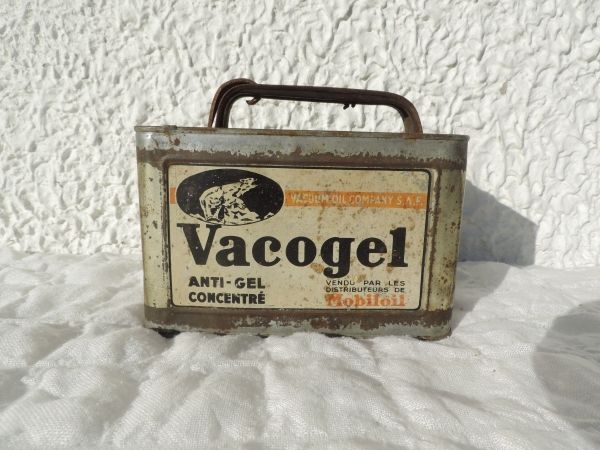 VACUUM OIL COMPANY S.A.F.
Vacogel
ANTI-GEL
CONCENTRÉ
VENDU PAR LES
DISTRIBUTEURS DE
Mobiloil